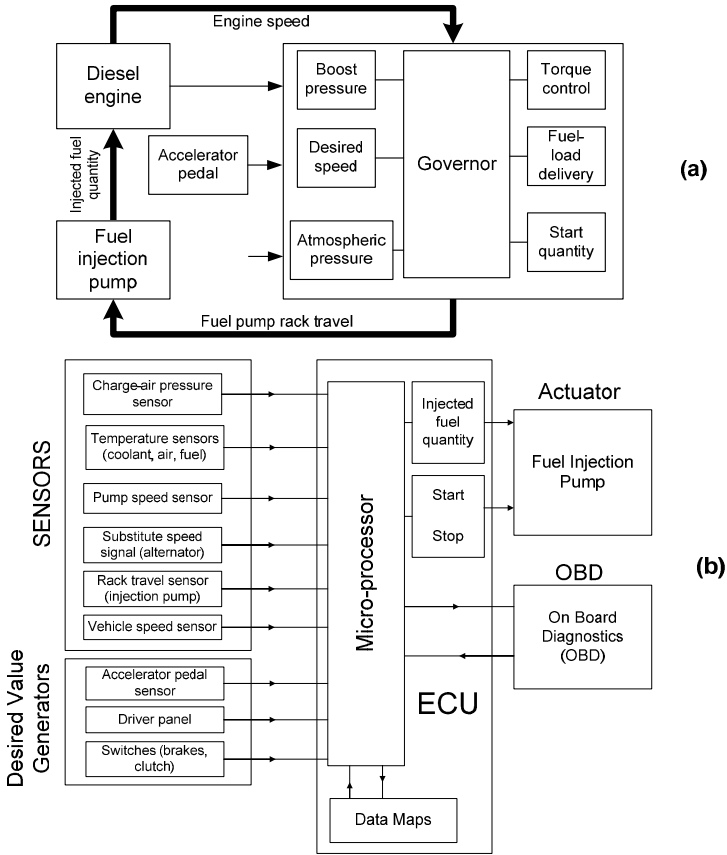 Engine speed
Diesel
engine
Boost
pressure
Torque
control
Injected fuel
quantity
Accelerator
pedal
Desired
speed
Governor
Fuel-
load
delivery
(a)
Fuel
injection
pump
Atmospheric
pressure
Start
quantity
Fuel pump rack travel
SENSORS
Charge-air pressure
sensor
Temperature sensors
(coolant, air, fuel)
Pump speed sensor
Substitute speed
signal (alternator)
Rack travel sensor
(injection pump)
Vehicle speed sensor
Desired Value
Generators
Accelerator pedal
sensor
Driver panel
Switches (brakes,
clutch)
Micro-processor
Injected
fuel
quantity
Start
Stop
ECU
Data Maps
Actuator
Fuel Injection
Pump
OBD
On Board
Diagnostics
(OBD)
(b)